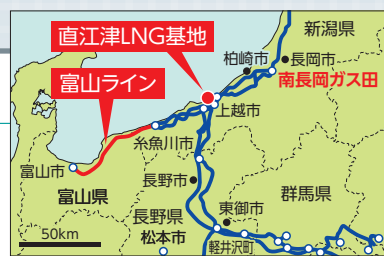 直江津LNG基地
新潟県
柏崎市
長岡市
富山ライン
南長岡ガス田
上越市
糸魚川市
富山市
富山県
長野市
群馬県
長野県
東御市
松本市
軽井沢町
50km